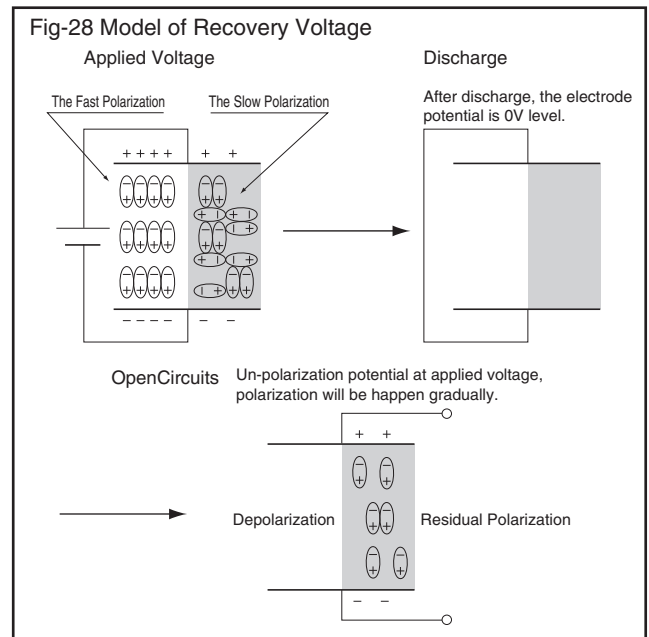 Fig-28 Model of Recovery Voltage
Applied Voltage
The Fast Polarization
The Slow Polarization
+ + + +
+ +
− − − −
− −
Discharge
After discharge, the electrode
potential is 0V level.
OpenCircuits
Un-polarization potential at applied voltage,
polarization will be happen gradually.
+ +
Depolarization
Residual Polarization
− −